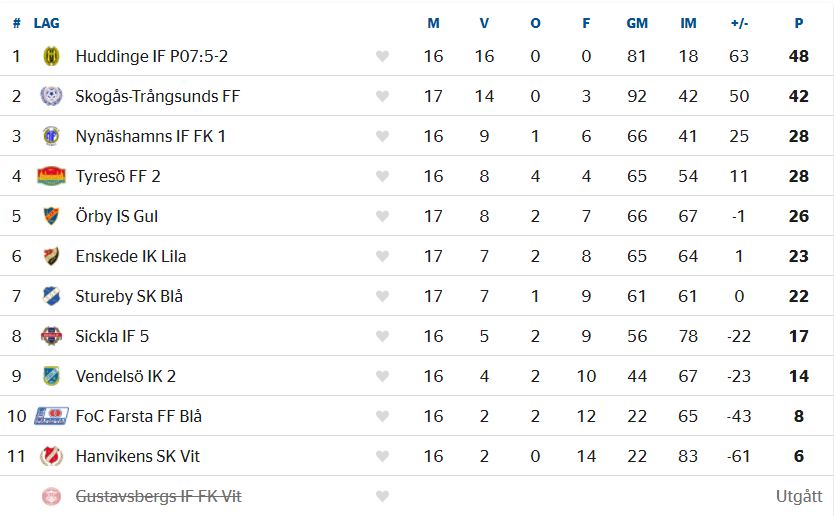 # LAG M V O F GM IM +/- P
1 Huddinge IF P07:5-2 16 16 0 0 81 18 63 48
2 Skogås-Trångsunds FF 17 14 0 3 92 42 50 42
3 Nynäshamns IF FK 1 16 9 1 6 66 41 25 28
4 Tyresö FF 2 16 8 4 4 65 54 11 28
5 Örby IS Gul 17 8 2 7 66 67 -1 26
6 Enskede IK Lila 17 7 2 8 65 64 1 23
7 Stureby SK Blå 17 7 1 9 61 61 0 22
8 Sickla IF 5 16 5 2 9 56 78 -22 17
9 Vendelsö IK 2 16 4 2 10 44 67 -23 14
10 FoC Farsta FF Blå 16 2 2 12 22 65 -43 8
11 Hanvikens SK Vit 16 2 0 14 22 83 -61 6
Gustavsbergs IF FK Vit Utgått